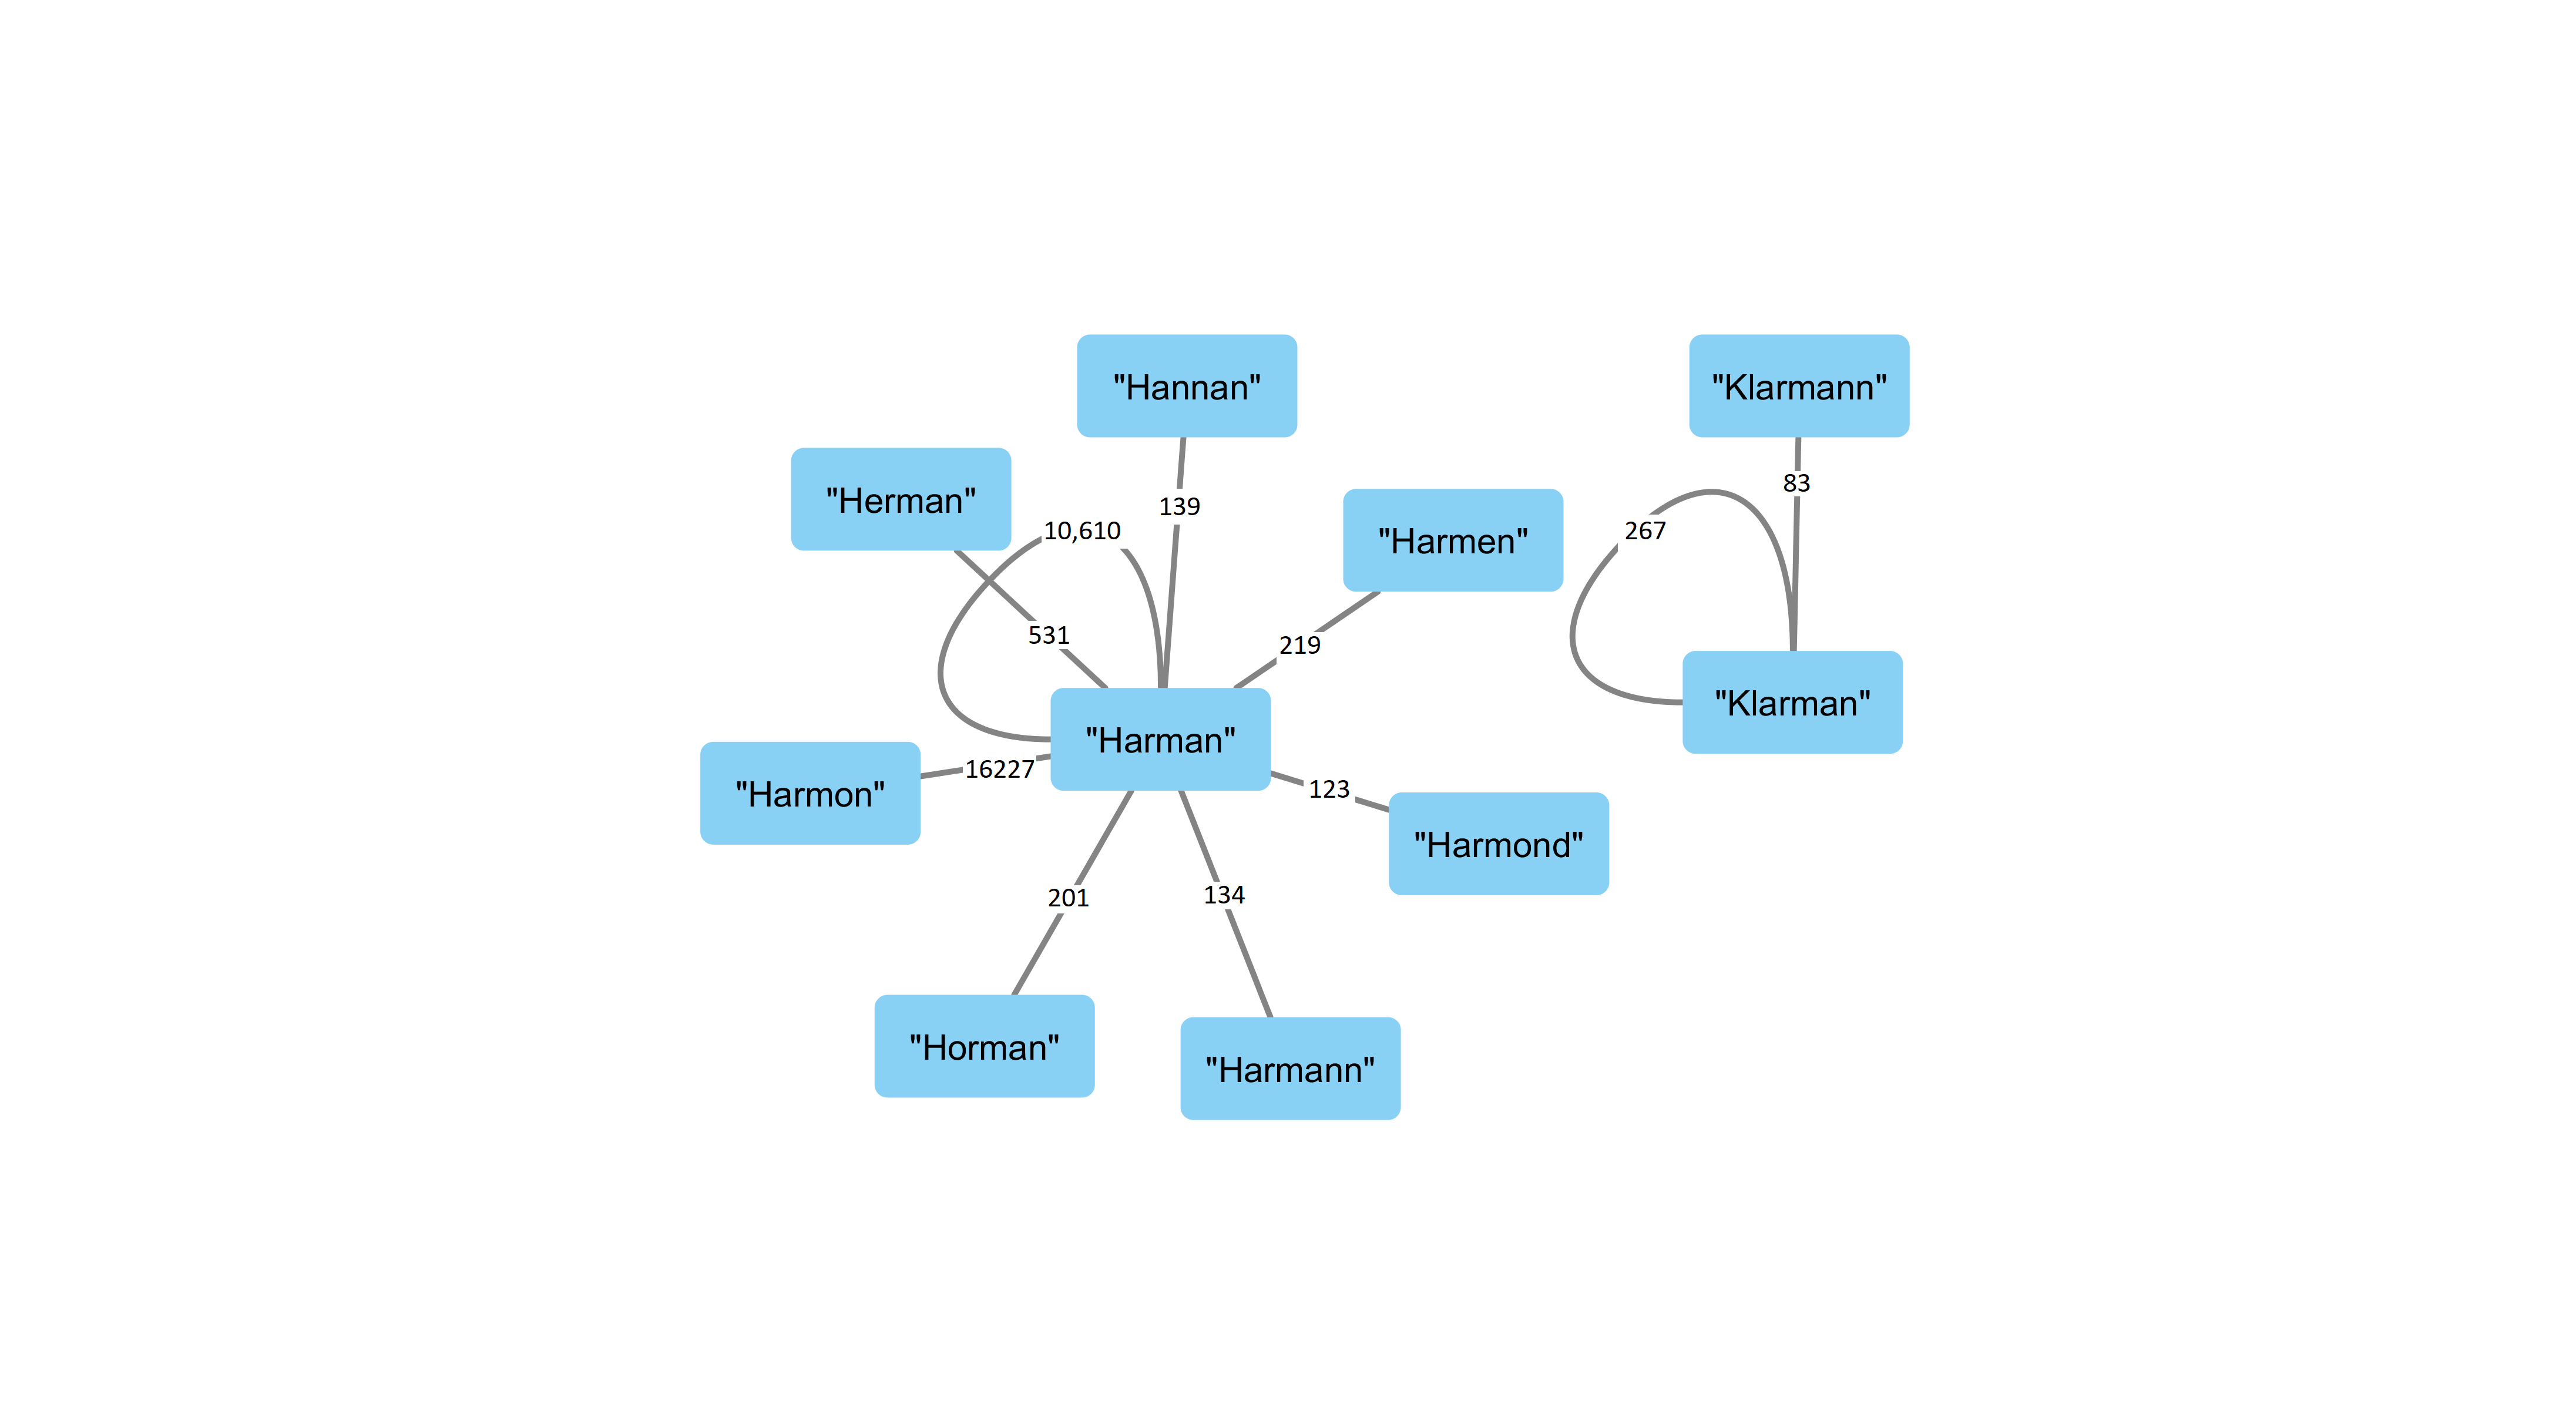 "Hannan"
"Klarmann"
"Herman"
139
83
10,610
267
"Harmen"
531
219
"Klarman"
"Harman"
16227
"Harmon"
123
"Harmond"
201
134
"Horman"
"Harmann"